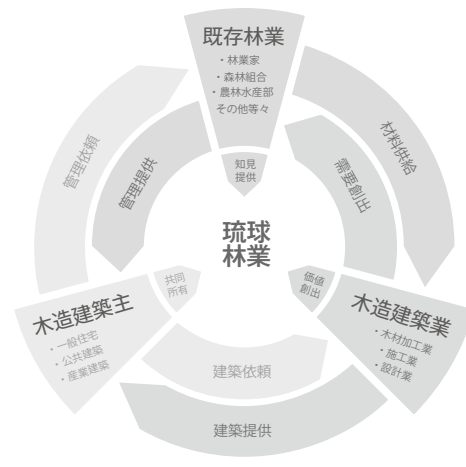 既存林業
・林業家
・森林組合
・農林水産部
その他等々
知見
提供
管理依頼
管理提供
需要創出
材料供給
琉球
林業
共同
所有
価値
創出
木造建築主
・一般住宅
・公共建築
・産業建築
木造建築業
・木材加工業
・施工業
・設計業
建築依頼
建築提供